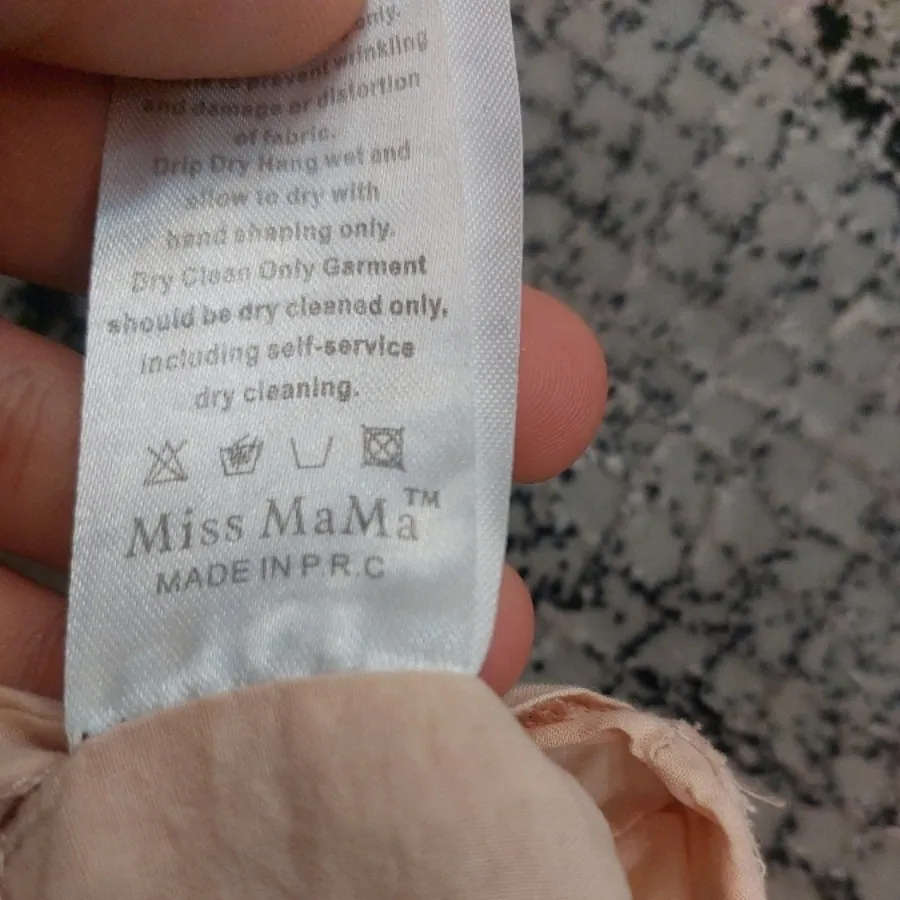 only.
to prevent wrinkling
and damage or distortion
of fabric.
Drip Dry Hang wet and
allow to dry with
hand shaping only.
Dry Clean Only Garment
should be dry cleaned only,
including self-service
dry cleaning.
Miss MaMa™
MADE IN P.R.C